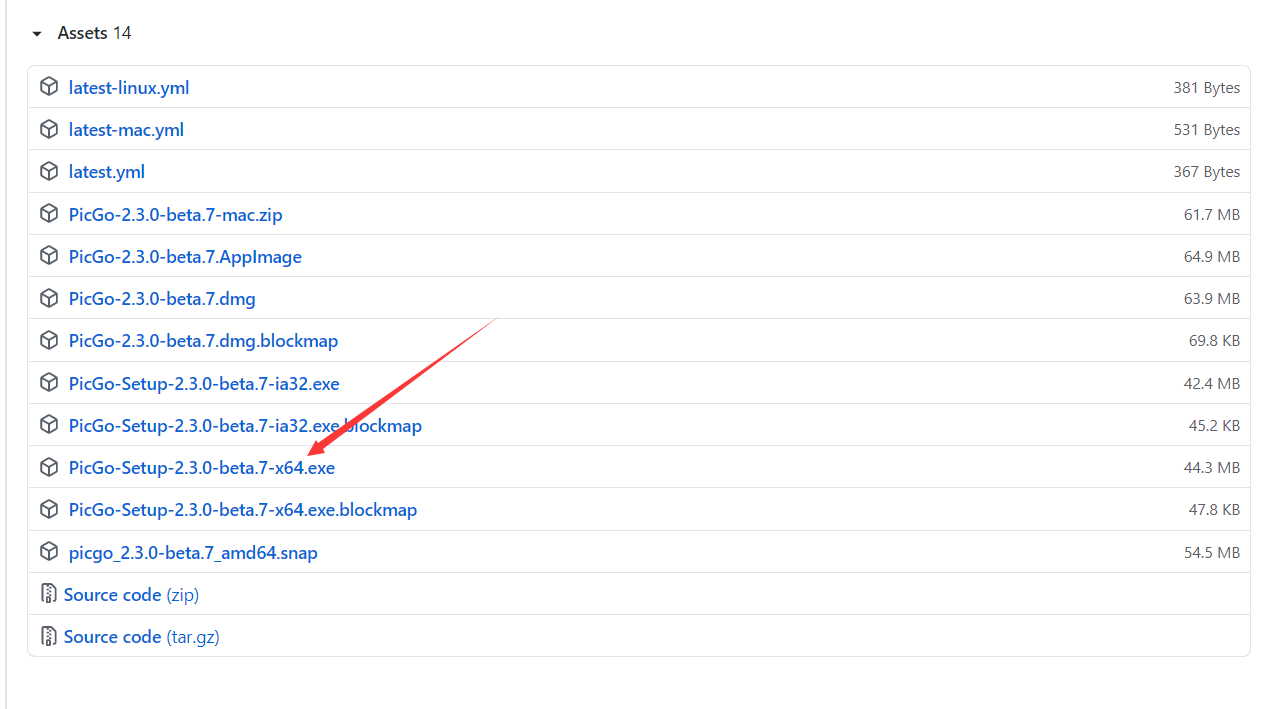 Assets 14
latest-linux.yml 381 Bytes
latest-mac.yml 531 Bytes
latest.yml 367 Bytes
PicGo-2.3.0-beta.7-mac.zip 61.7 MB
PicGo-2.3.0-beta.7.AppImage 64.9 MB
PicGo-2.3.0-beta.7.dmg 63.9 MB
PicGo-2.3.0-beta.7.dmg.blockmap 69.8 KB
PicGo-Setup-2.3.0-beta.7-ia32.exe 42.4 MB
PicGo-Setup-2.3.0-beta.7-ia32.exe.blockmap 45.2 KB
PicGo-Setup-2.3.0-beta.7-x64.exe 44.3 MB
PicGo-Setup-2.3.0-beta.7-x64.exe.blockmap 47.8 KB
picgo_2.3.0-beta.7_amd64.snap 54.5 MB
Source code (zip)
Source code (tar.gz)